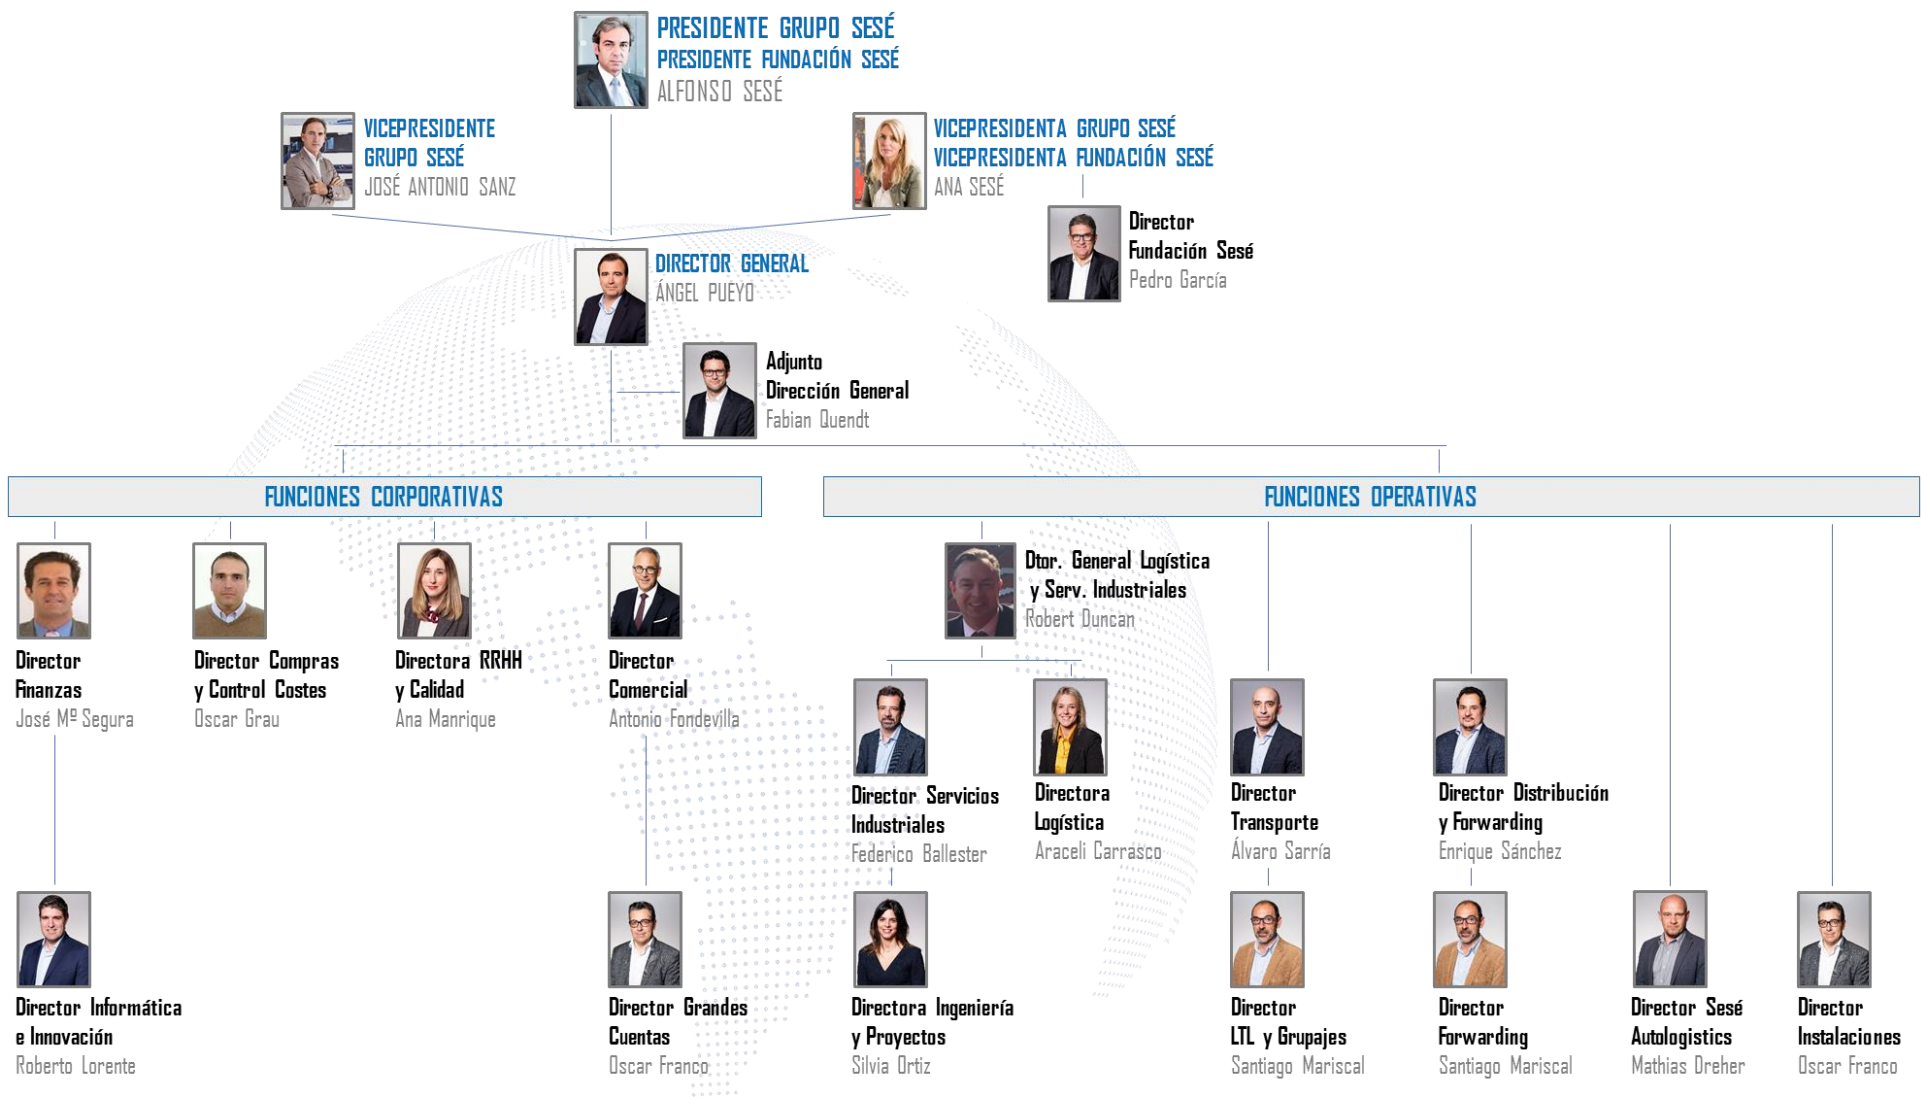 PRESIDENTE GRUPO SESÉ
PRESIDENTE FUNDACIÓN SESÉ
ALFONSO SESÉ
VICEPRESIDENTE
GRUPO SESÉ
JOSÉ ANTONIO SANZ
VICEPRESIDENTA GRUPO SESÉ
VICEPRESIDENTA FUNDACIÓN SESÉ
ANA SESÉ
Director
Fundación Sesé
Pedro García
DIRECTOR GENERAL
ÁNGEL PUEYO
Adjunto
Dirección General
Fabian Quendt
FUNCIONES CORPORATIVAS
FUNCIONES OPERATIVAS
Director
Finanzas
José Mª Segura
Director Compras
y Control Costes
Oscar Grau
Directora RRHH
y Calidad
Ana Manrique
Director
Comercial
Antonio Fondevilla
Dtor. General Logística
y Serv. Industriales
Robert Duncan
Director Servicios
Industriales
Federico Ballester
Directora
Logística
Araceli Carrasco
Director
Transporte
Álvaro Sarría
Director Distribución
y Forwarding
Enrique Sánchez
Director Informática
e Innovación
Roberto Lorente
Director Grandes
Cuentas
Oscar Franco
Directora Ingeniería
y Proyectos
Silvia Ortiz
Director
LTL y Grupajes
Santiago Mariscal
Director
Forwarding
Santiago Mariscal
Director Sesé
Autologistics
Mathias Dreher
Director
Instalaciones
Oscar Franco